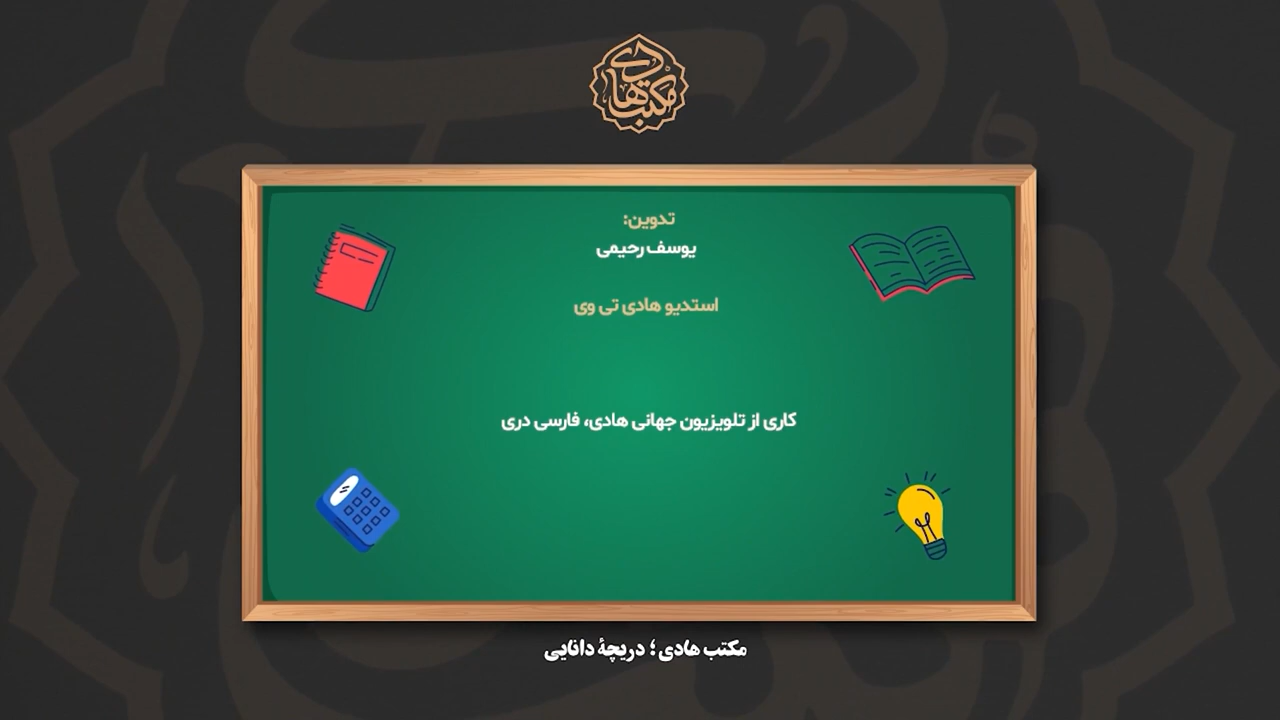 مکتب هادی
تدوین:
یوسف رحیمی
استدیو هادی تی وی
کاری از تلویزیون جهانی هادی، فارسی دری
مکتب هادی؛ دریچهٔ دانایی